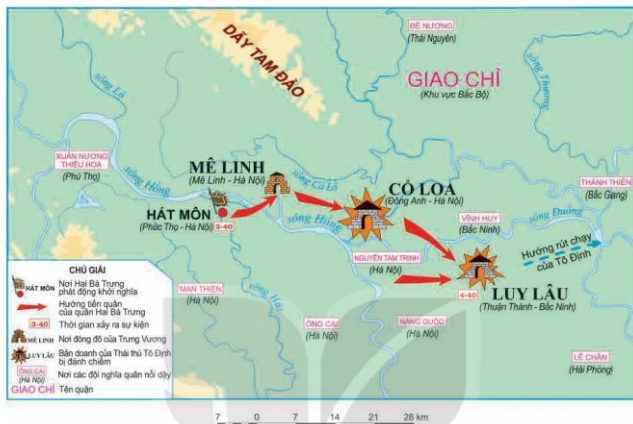 ĐÊ NƯƠNG
(Thái Nguyên)
DÃY TAM ĐẢO
GIAO CHỈ
(Khu vực Bắc Bộ)
sông Lô
sông Thương
XUÂN NƯƠNG
THIỀU HOA
(Phú Thọ)
sông Hồng
MÊ LINH
(Mê Linh - Hà Nội)
sông Cà Lồ
CỔ LOA
(Đông Anh - Hà Nội)
THÁNH THIÊN
(Bắc Giang)
HÁT MÔN
(Phúc Thọ - Hà Nội)
3-40
sông Hồng
VĨNH HUY
(Bắc Ninh)
sông Đuống
Hướng rút chạy
của Tô Định
NGUYỄN TAM TRINH
(Hà Nội)
MAN THIỆN
(Hà Nội)
4-40
LUY LÂU
(Thuận Thành - Bắc Ninh)
ÔNG CAI
(Hà Nội)
NÀNG QUỐC
(Hà Nội)
LÊ CHÂN
(Hải Phòng)
CHÚ GIẢI
HÁT MÔN
Nơi Hai Bà Trưng
phát động khởi nghĩa
Hướng tiến quân
của quân Hai Bà Trưng
3-40
Thời gian xảy ra sự kiện
MÊ LINH
Nơi đóng đô của Trưng Vương
LUY LÂU
Bản doanh của Thái thú Tô Định
bị đánh chiếm
ÔNG CAI
(Hà Nội)
Nơi các đội nghĩa quân nổi dậy
GIAO CHỈ
Tên quận
7 0 7 14 21 28 km